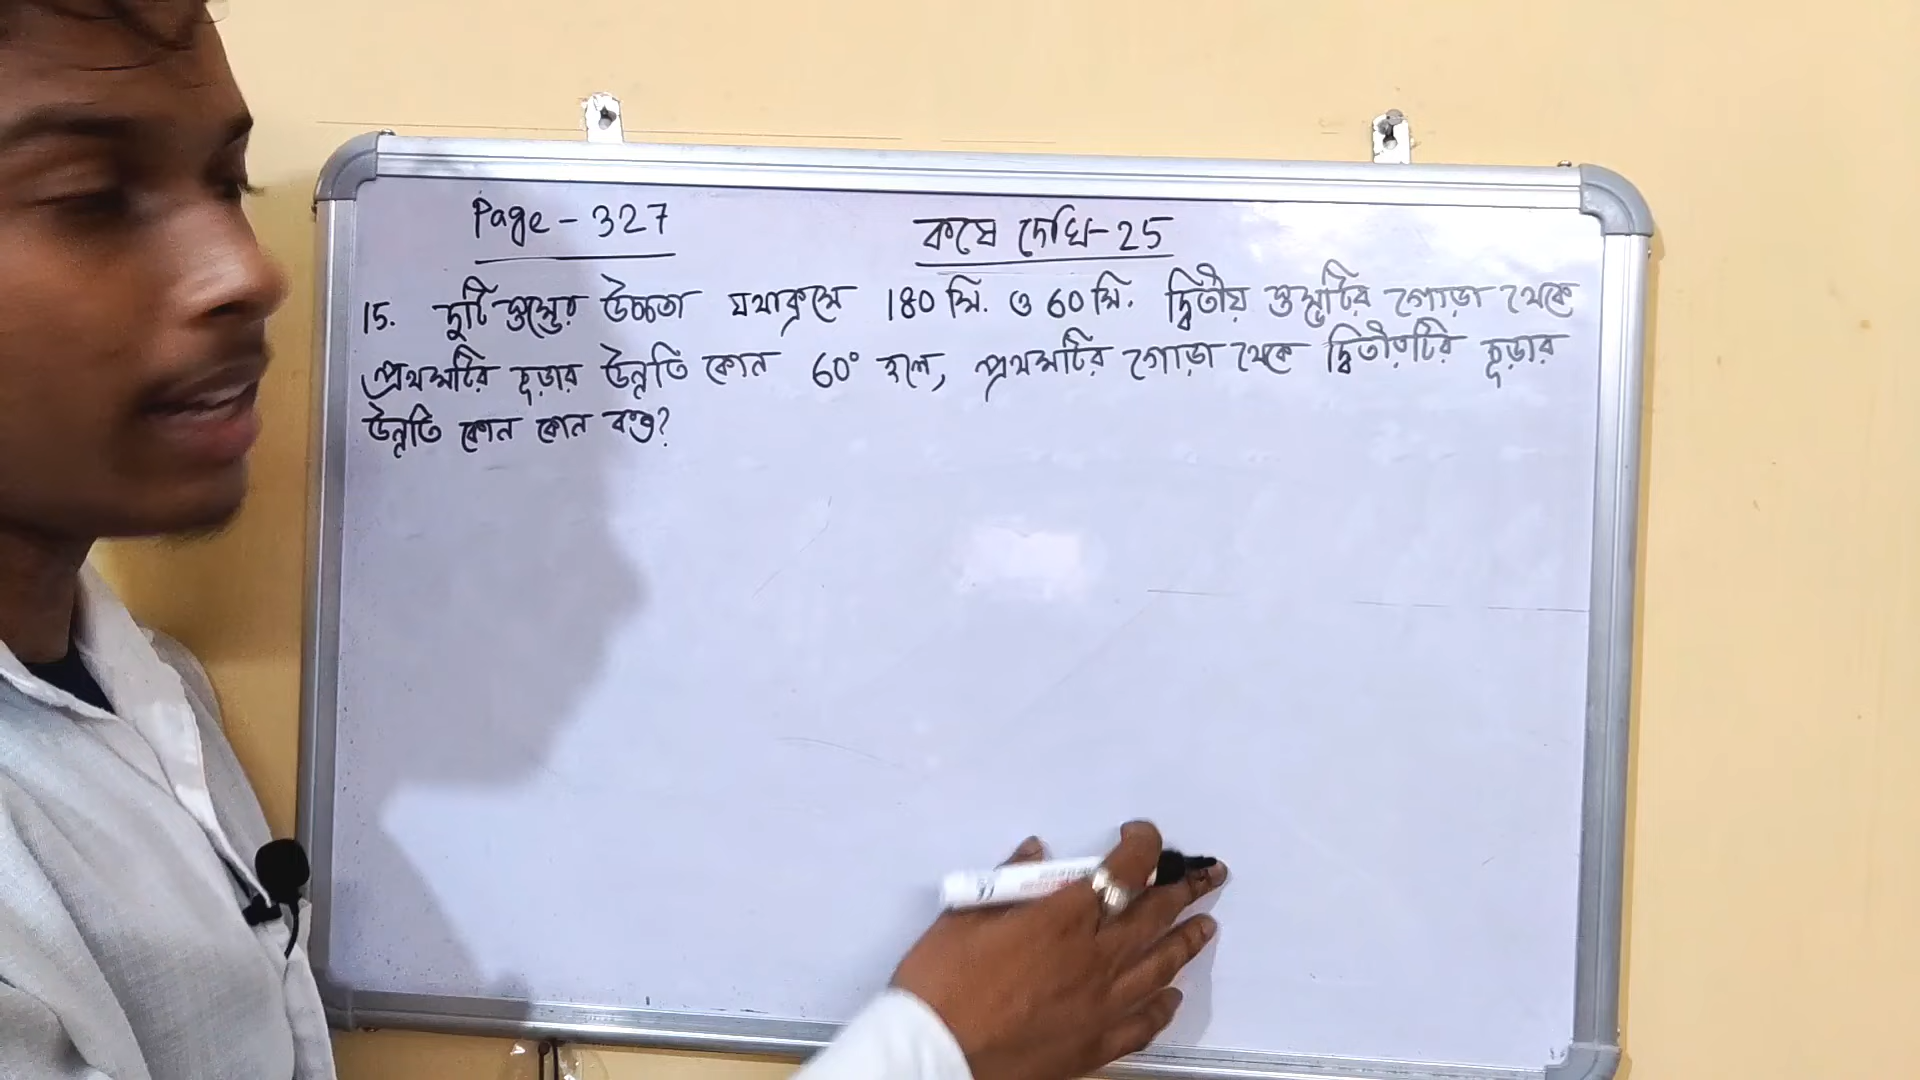 Page - 327
কষে দেখি-25
15. দুটি স্তম্ভের উচ্চতা যথাক্রমে 180 মি. ও 60 মি. দ্বিতীয় স্তম্ভটির গোড়া থেকে
প্রথমটির চূড়ার উন্নতি কোন 60° হলে, প্রথমটির গোড়া থেকে দ্বিতীয়টির চূড়ার
উন্নতি কোন কোন কত?